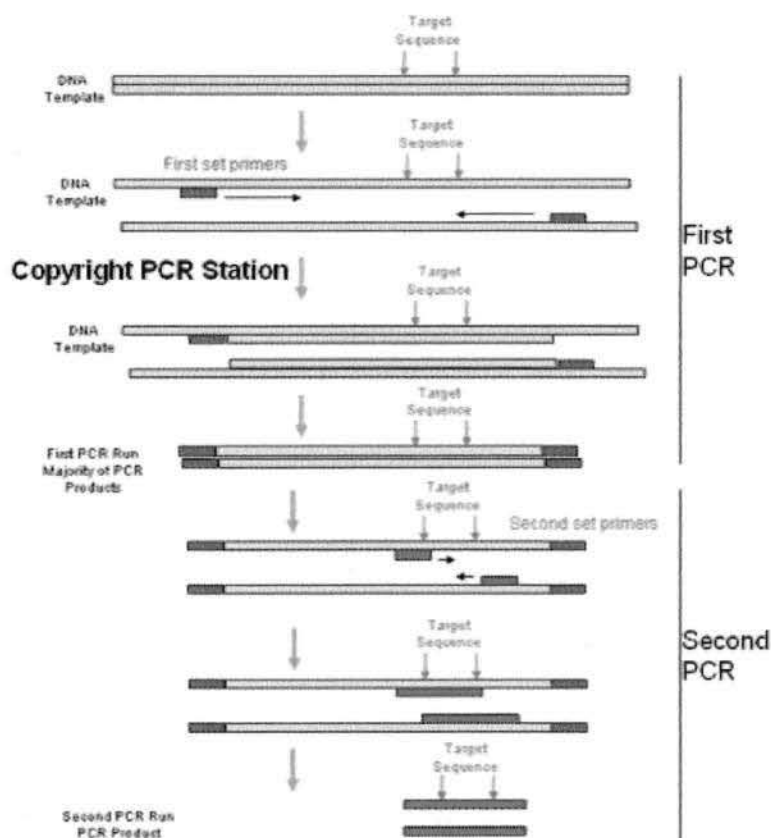 Target
Sequence
DNA
Template
Target
Sequence
First set primers
DNA
Template
First
PCR
Copyright PCR Station
Target
Sequence
DNA
Template
Target
Sequence
First PCR Run
Majority of PCR
Products
Target
Sequence
Second set primers
Target
Sequence
Second
PCR
Target
Sequence
Second PCR Run
PCR Product